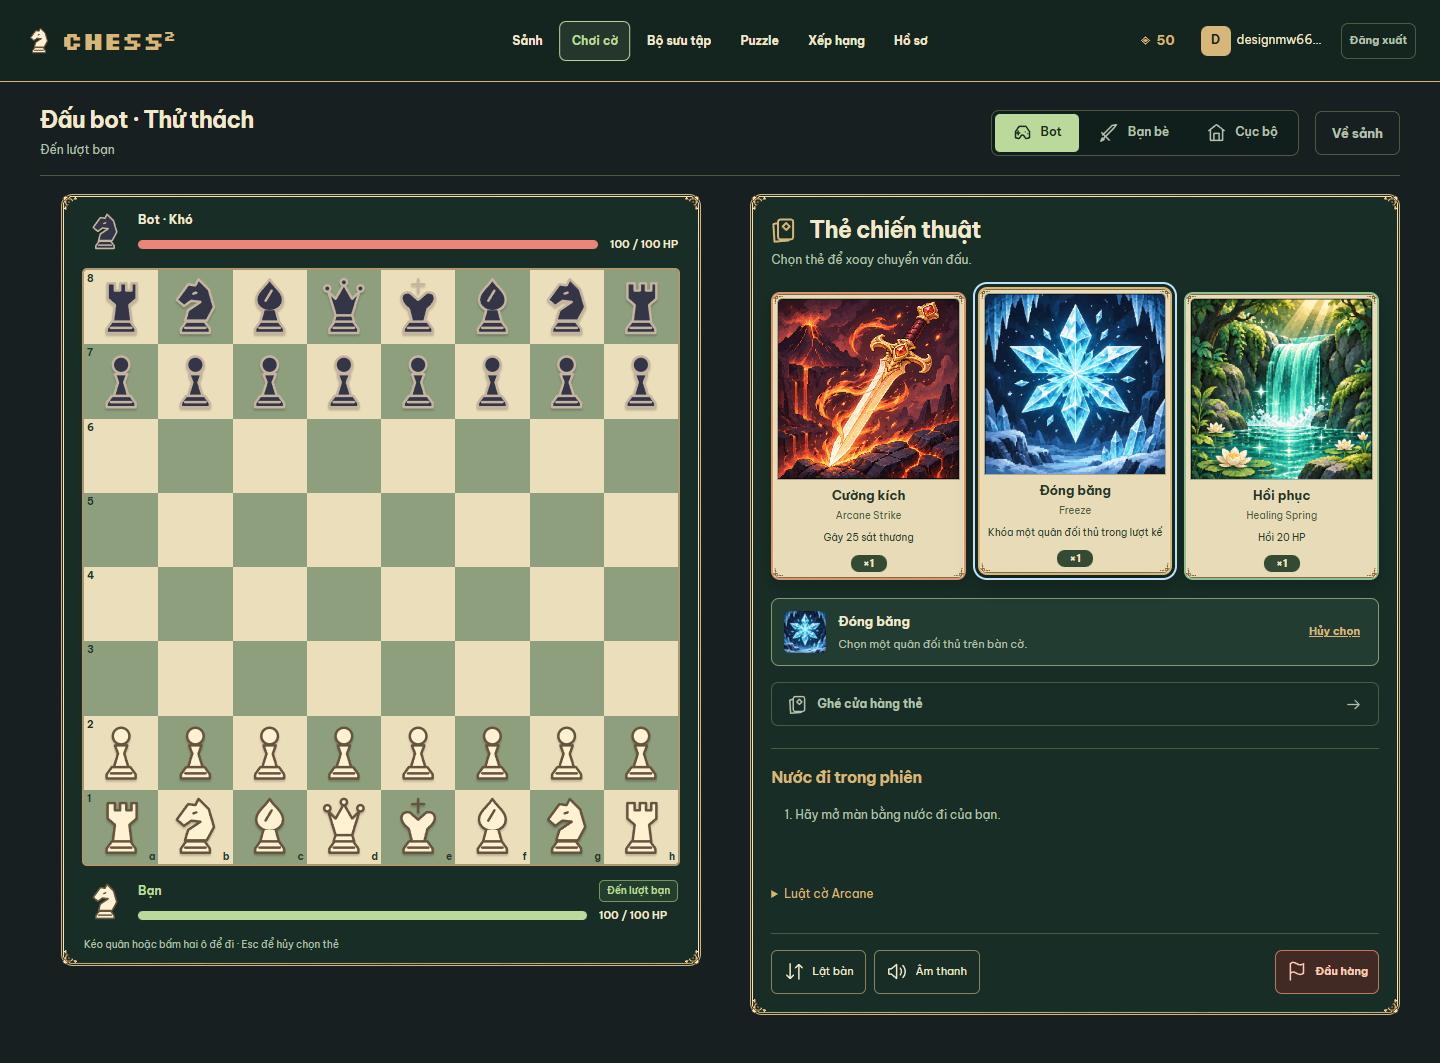 CHESS²
Sảnh
Chơi cờ
Bộ sưu tập
Puzzle
Xếp hạng
Hồ sơ
50
D
designmw66...
Đăng xuất
Đấu bot · Thử thách
Đến lượt bạn
Bot
Bạn bè
Cục bộ
Về sảnh
Bot · Khó
100 / 100 HP
8
7
6
5
4
3
2
1
a
b
c
d
e
f
g
h
Bạn
Đến lượt bạn
100 / 100 HP
Kéo quân hoặc bấm hai ô để đi · Esc để hủy chọn thẻ
Thẻ chiến thuật
Chọn thẻ để xoay chuyển ván đấu.
Cường kích
Arcane Strike
Gây 25 sát thương
×1
Đóng băng
Freeze
Khóa một quân đối thủ trong lượt kế
×1
Hồi phục
Healing Spring
Hồi 20 HP
×1
Đóng băng
Chọn một quân đối thủ trên bàn cờ.
Hủy chọn
Ghé cửa hàng thẻ
Nước đi trong phiên
1. Hãy mở màn bằng nước đi của bạn.
Luật cờ Arcane
Lật bàn
Âm thanh
Đầu hàng